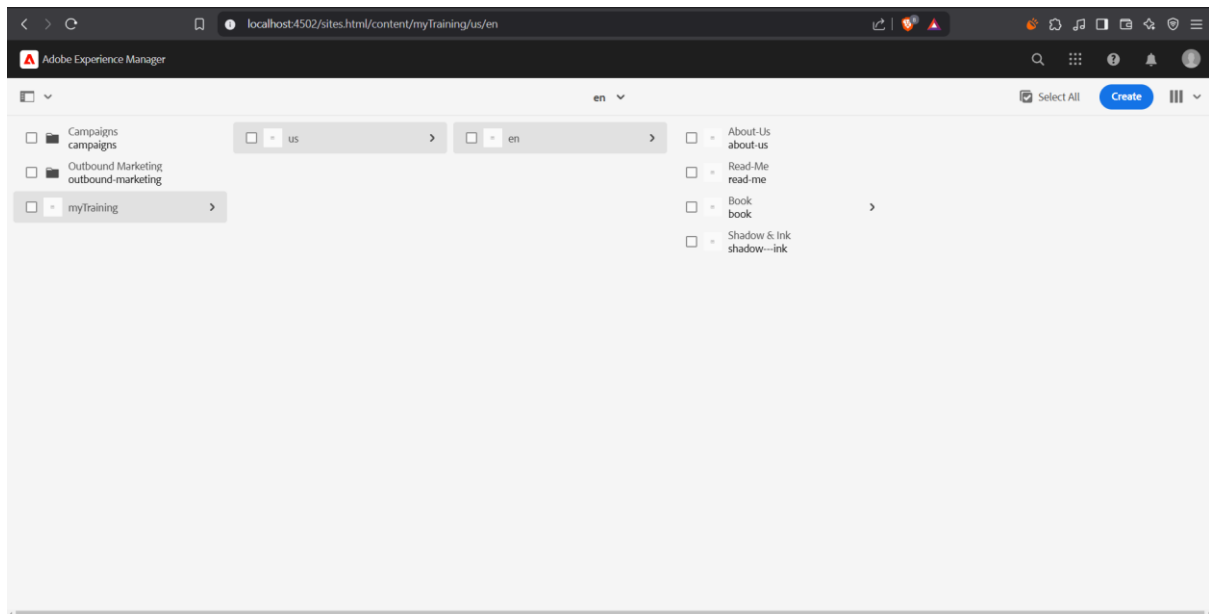 localhost:4502/sites.html/content/myTraining/us/en
Adobe Experience Manager
en
Select All
Create
Campaigns
campaigns
Outbound Marketing
outbound-marketing
myTraining
us
en
About-Us
about-us
Read-Me
read-me
Book
book
Shadow & Ink
shadow---ink